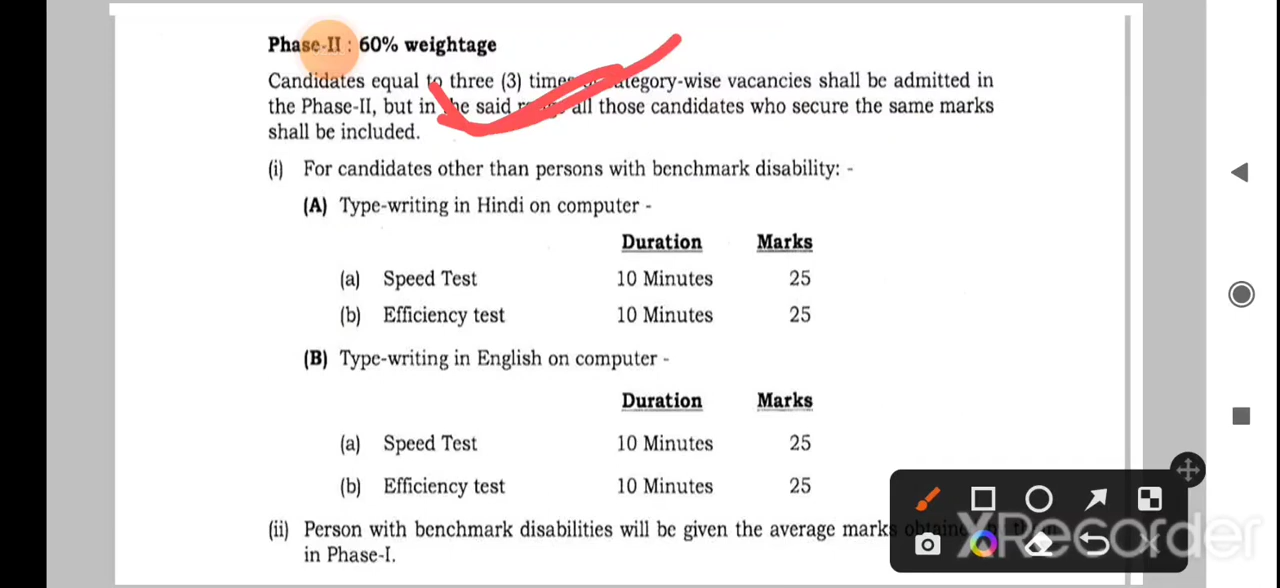 Phase-II : 60% weightage
Candidates equal to three (3) times category-wise vacancies shall be admitted in
the Phase-II, but in the said all those candidates who secure the same marks
shall be included.
(i) For candidates other than persons with benchmark disability: -
(A) Type-writing in Hindi on computer -
Duration Marks
(a) Speed Test 10 Minutes 25
(b) Efficiency test 10 Minutes 25
(B) Type-writing in English on computer -
Duration Marks
(a) Speed Test 10 Minutes 25
(b) Efficiency test 10 Minutes 25
(ii) Person with benchmark disabilities will be given the average marks obtained
in Phase-I.
XRecorder